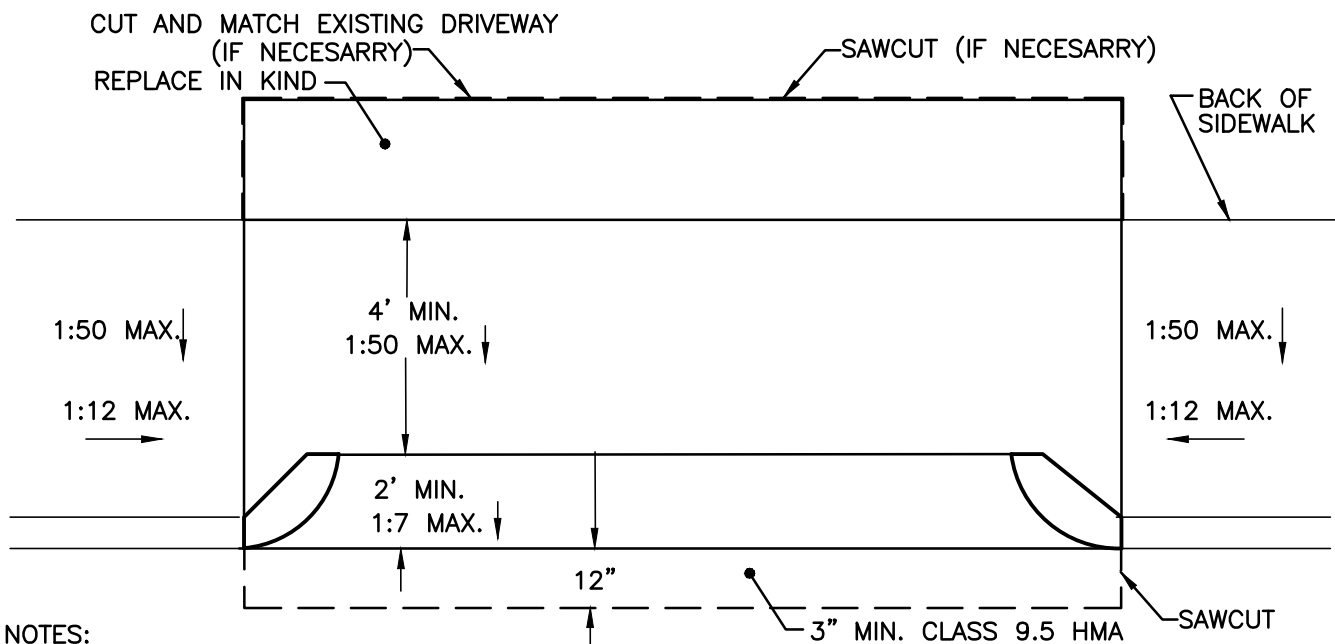 CUT AND MATCH EXISTING DRIVEWAY
(IF NECESARRY)
REPLACE IN KIND
SAWCUT (IF NECESARRY)
BACK OF
SIDEWALK
1:50 MAX.
1:12 MAX.
4' MIN.
1:50 MAX.
1:50 MAX.
1:12 MAX.
2' MIN.
1:7 MAX.
12"
SAWCUT
3" MIN. CLASS 9.5 HMA
NOTES: